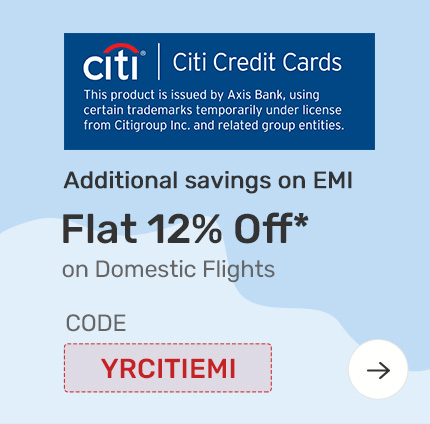 citi® | Citi Credit Cards
This product is issued by Axis Bank, using
certain trademarks temporarily under license
from Citigroup Inc. and related group entities.
Additional savings on EMI
Flat 12% Off*
on Domestic Flights
CODE
YRCITIEMI